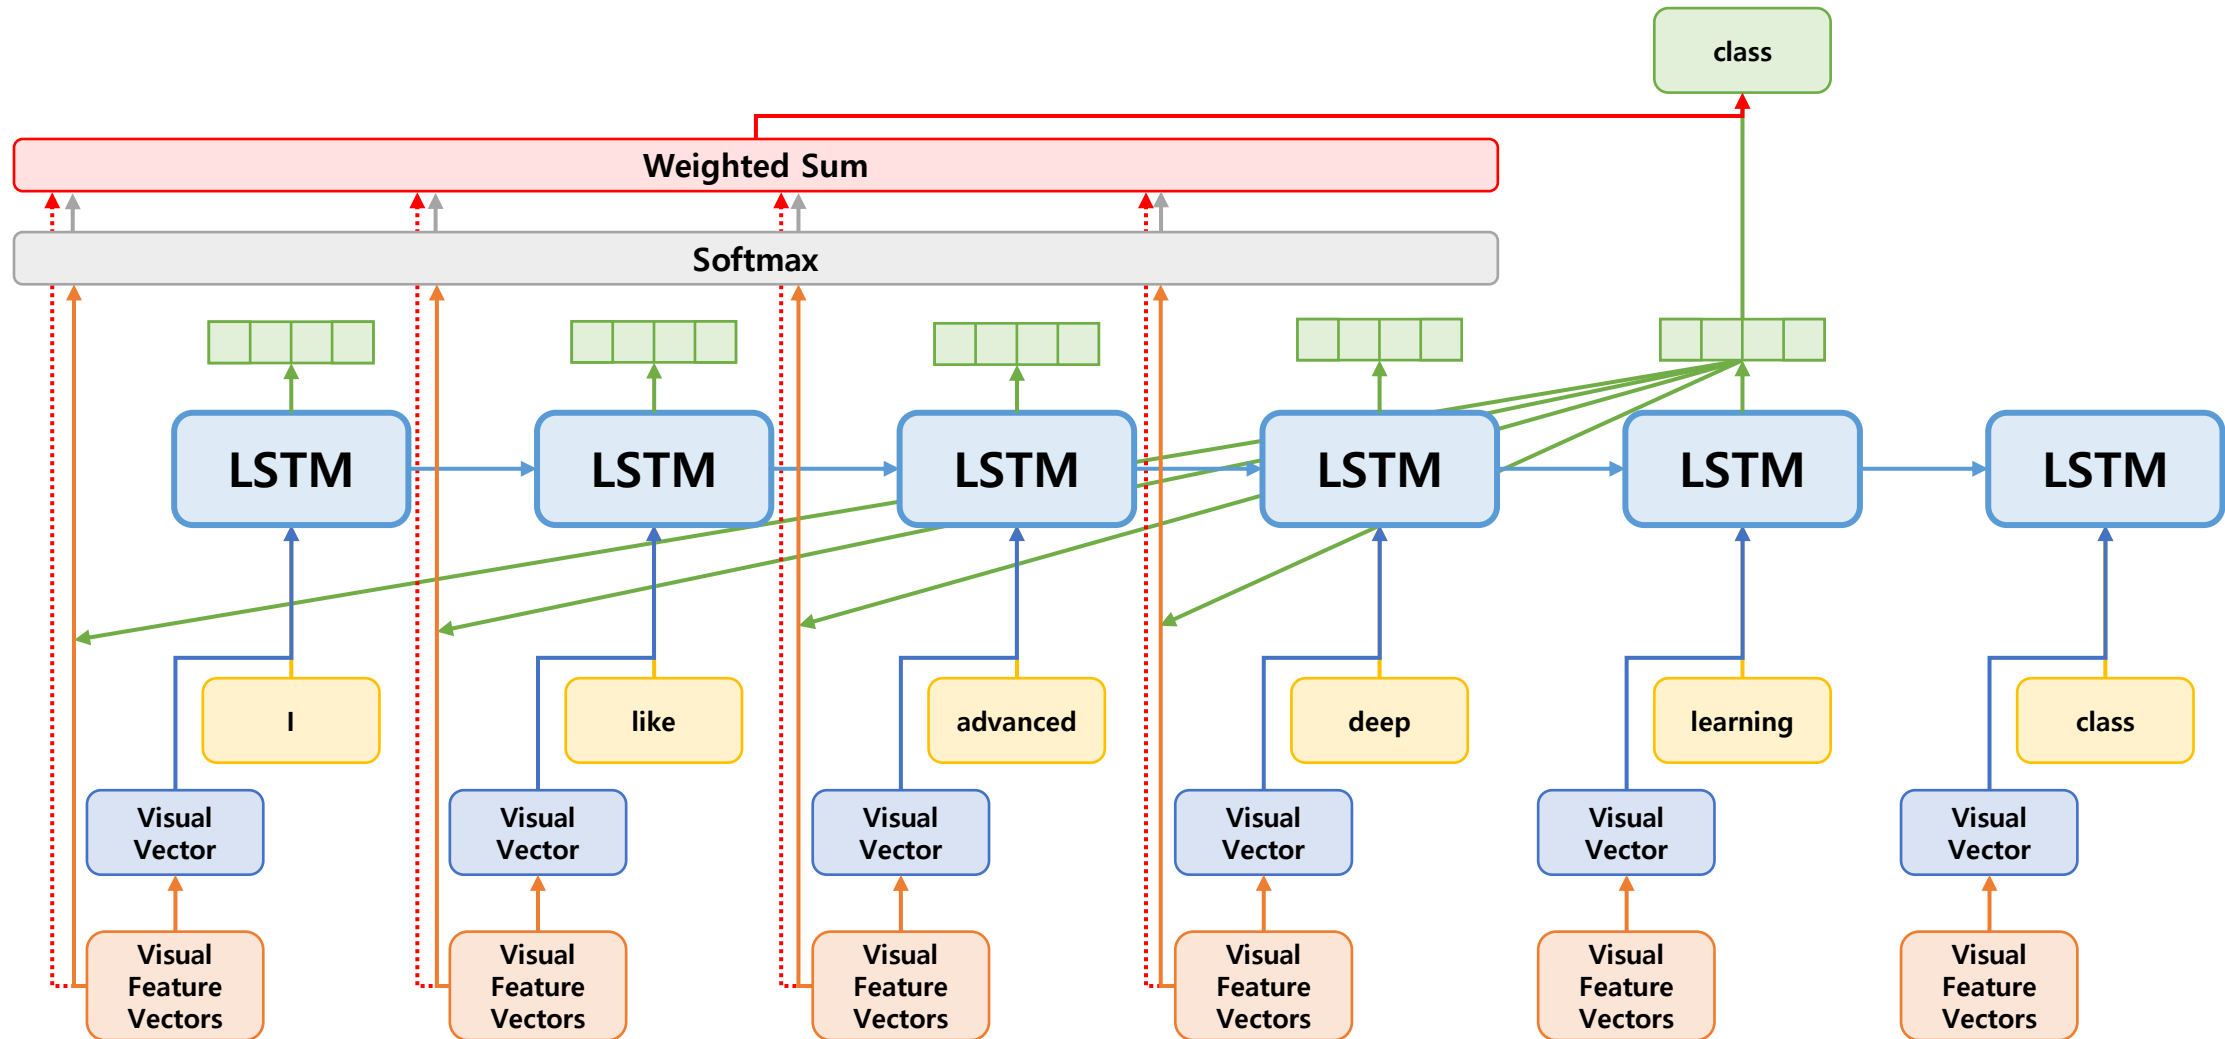 class
Weighted Sum
Softmax
LSTM
LSTM
LSTM
LSTM
LSTM
LSTM
I
like
advanced
deep
learning
class
Visual
Vector
Visual
Vector
Visual
Vector
Visual
Vector
Visual
Vector
Visual
Vector
Visual
Feature
Vectors
Visual
Feature
Vectors
Visual
Feature
Vectors
Visual
Feature
Vectors
Visual
Feature
Vectors
Visual
Feature
Vectors